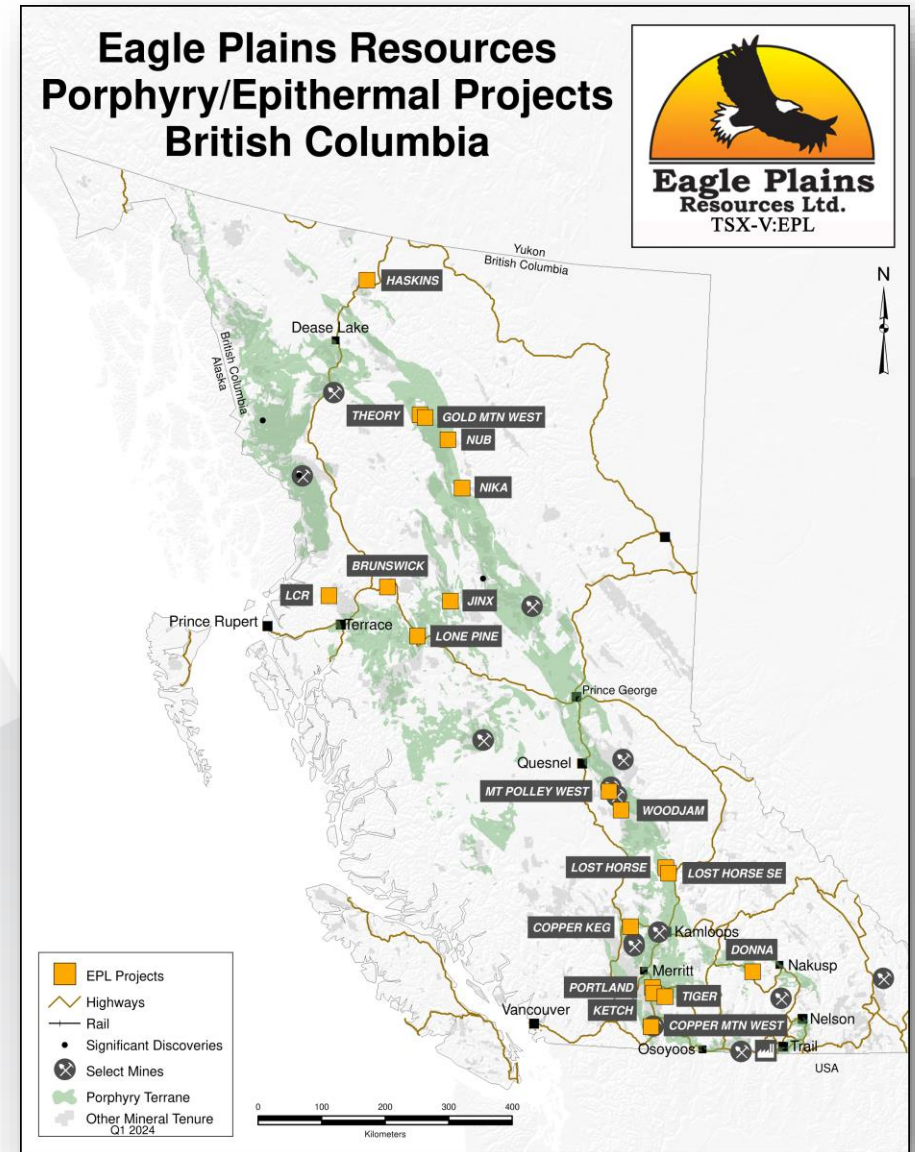 Eagle Plains Resources
Porphyry/Epithermal Projects
British Columbia
Eagle Plains
Resources Ltd.
TSX-V:EPL
Yukon
British Columbia
N
HASKINS
Dease Lake
British Columbia
Alaska
THEORY
GOLD MTN WEST
NUB
NIKA
BRUNSWICK
LCR
JINX
Prince Rupert
Terrace
LONE PINE
Prince George
Quesnel
MT POLLEY WEST
WOODJAM
LOST HORSE
LOST HORSE SE
COPPER KEG
Kamloops
DONNA
Nakusp
Merritt
PORTLAND
TIGER
KETCH
Vancouver
COPPER MTN WEST
Nelson
Osoyoos
Trail
USA
EPL Projects
Highways
Rail
Significant Discoveries
Select Mines
Porphyry Terrane
Other Mineral Tenure
Q1 2024
0 100 200 300 400
Kilometers